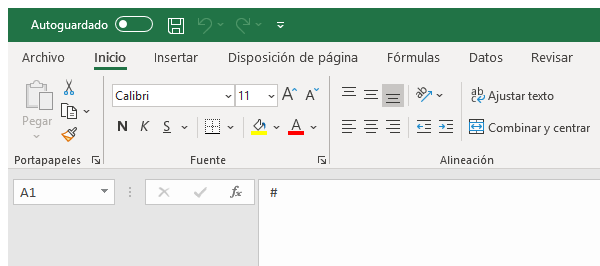 Autoguardado
Archivo Inicio Insertar Disposición de página Fórmulas Datos Revisar
Pegar
Calibri 11 A A ab Ajustar texto
N K S A Combinar y centrar
Portapapeles Fuente Alineación
A1 fx #